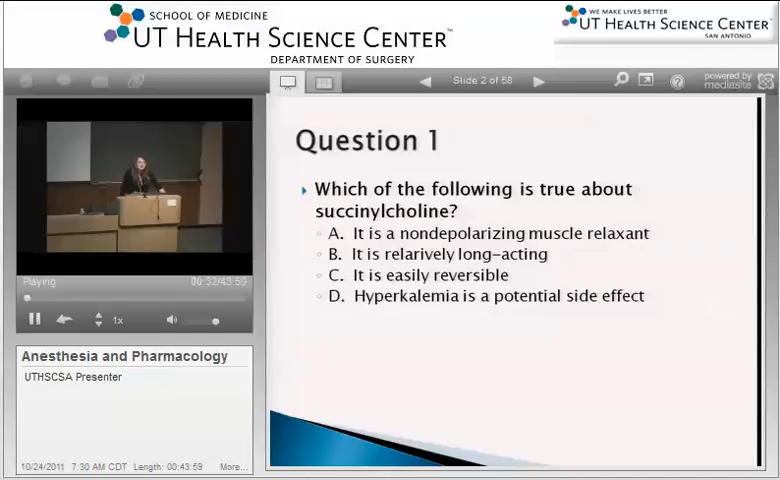 SCHOOL OF MEDICINE
UT HEALTH SCIENCE CENTER™
DEPARTMENT OF SURGERY
WE MAKE LIVES BETTER
UT HEALTH SCIENCE CENTER
SAN ANTONIO
Slide 2 of 58
powered by
mediasite
Question 1
Which of the following is true about
succinylcholine?
A. It is a nondepolarizing muscle relaxant
B. It is relarively long-acting
C. It is easily reversible
D. Hyperkalemia is a potential side effect
Playing
00:32/43:59
1x
Anesthesia and Pharmacology
UTHSCSA Presenter
10/24/2011 7:30 AM CDT Length: 00:43:59 More...